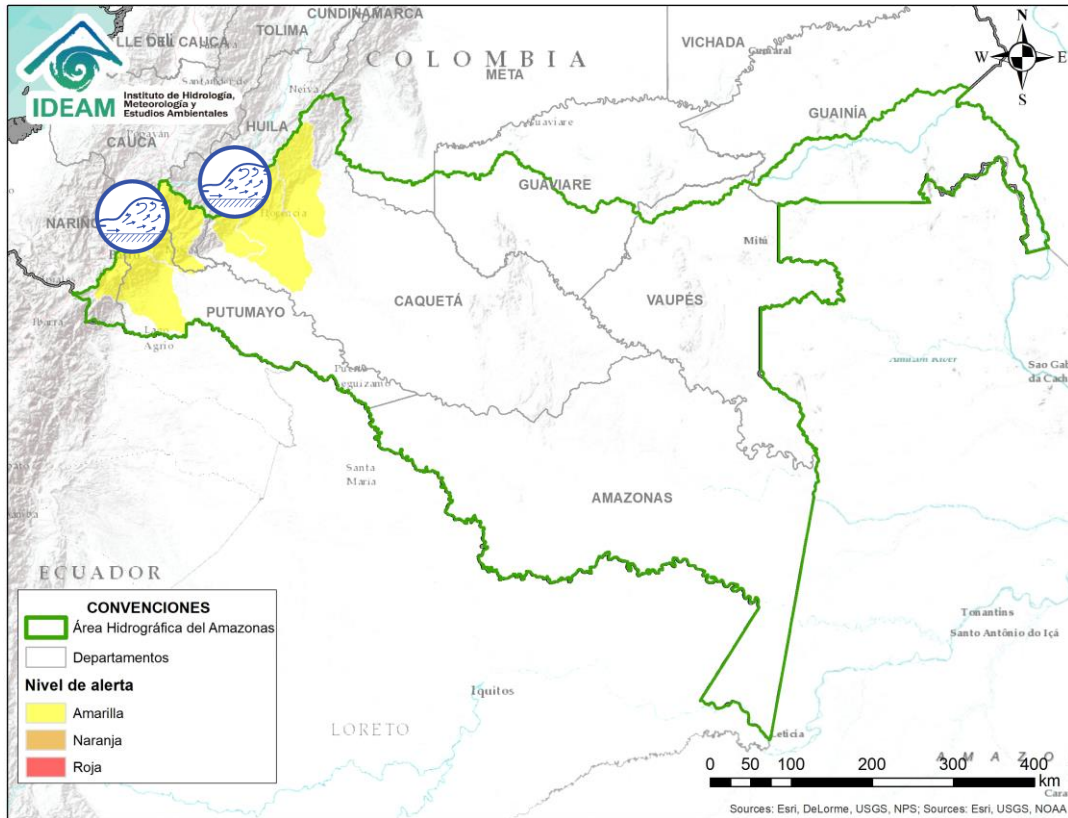 IDEAM
Instituto de Hidrología,
Meteorología y
Estudios Ambientales
CUNDINAMARCA
TOLIMA
COLOMBIA
VICHADA
META
Neiva
HUILA
GUAINÍA
CAUCA
GUAVIARE
NARIÑO
Mitú
CAQUETÁ
VAUPÉS
PUTUMAYO
Agrio
Santa
Maria
AMAZONAS
ECUADOR
Tonantins
Santo Antônio do Içá
Iquitos
LORETO
Leticia
N
W
E
S
CONVENCIONES
Área Hidrográfica del Amazonas
Departamentos
Nivel de alerta
Amarilla
Naranja
Roja
0 50 100 200 300 400
km
Sources: Esri, DeLorme, USGS, NPS; Sources: Esri, USGS, NOAA